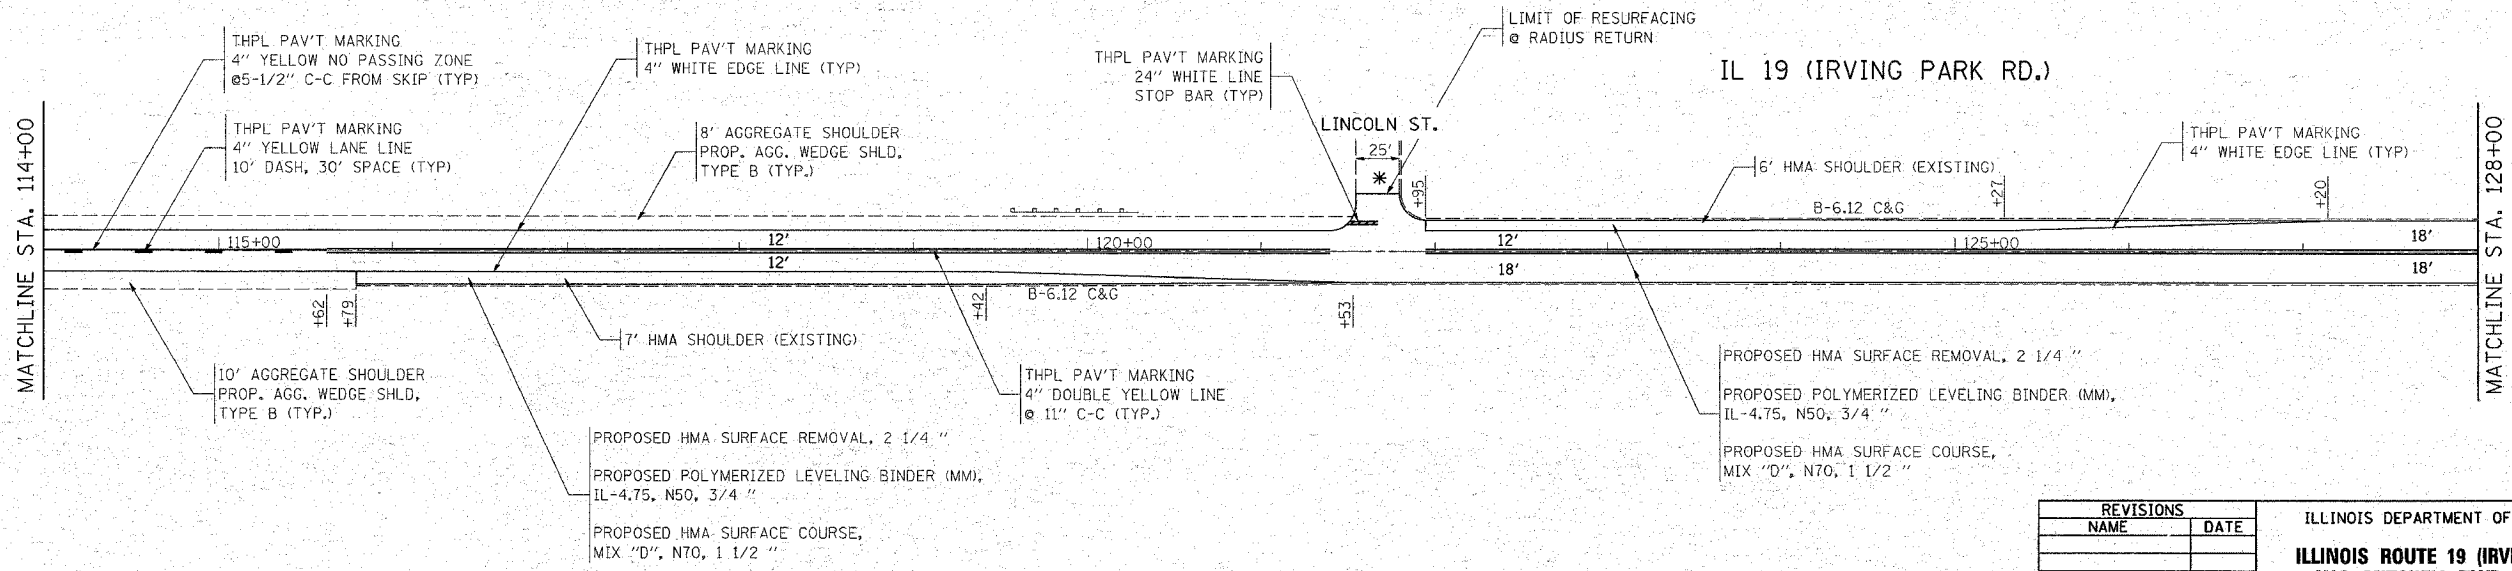 THPL PAV'T MARKING
4" YELLOW NO PASSING ZONE
@5-1/2" C-C FROM SKIP (TYP)
THPL PAV'T MARKING
4" WHITE EDGE LINE (TYP)
THPL PAV'T MARKING
24" WHITE LINE
STOP BAR (TYP)
LIMIT OF RESURFACING
@ RADIUS RETURN
IL 19 (IRVING PARK RD.)
MATCHLINE STA. 114+00
THPL PAV'T MARKING
4" YELLOW LANE LINE
10' DASH, 30' SPACE (TYP)
8' AGGREGATE SHOULDER
PROP. AGG. WEDGE SHLD,
TYPE B (TYP.)
LINCOLN ST.
25'
*
+95
6' HMA SHOULDER (EXISTING)
B-6.12 C&G
+27
THPL PAV'T MARKING
4" WHITE EDGE LINE (TYP)
+20
MATCHLINE STA. 128+00
115+00
12'
12'
120+00
12'
18'
125+00
18'
18'
+62
+79
7' HMA SHOULDER (EXISTING)
+42
B-6.12 C&G
+53
10' AGGREGATE SHOULDER
PROP. AGG. WEDGE SHLD,
TYPE B (TYP.)
THPL PAV'T MARKING
4" DOUBLE YELLOW LINE
@ 11" C-C (TYP.)
PROPOSED HMA SURFACE REMOVAL, 2 1/4 "
PROPOSED POLYMERIZED LEVELING BINDER (MM),
IL-4.75, N50, 3/4 "
PROPOSED HMA SURFACE COURSE,
MIX "D", N70, 1 1/2 "
PROPOSED HMA SURFACE REMOVAL, 2 1/4 "
PROPOSED POLYMERIZED LEVELING BINDER (MM),
IL-4.75, N50, 3/4 "
PROPOSED HMA SURFACE COURSE,
MIX "D", N70, 1 1/2 "
REVISIONS
NAME DATE
ILLINOIS DEPARTMENT OF
ILLINOIS ROUTE 19 (IRVI